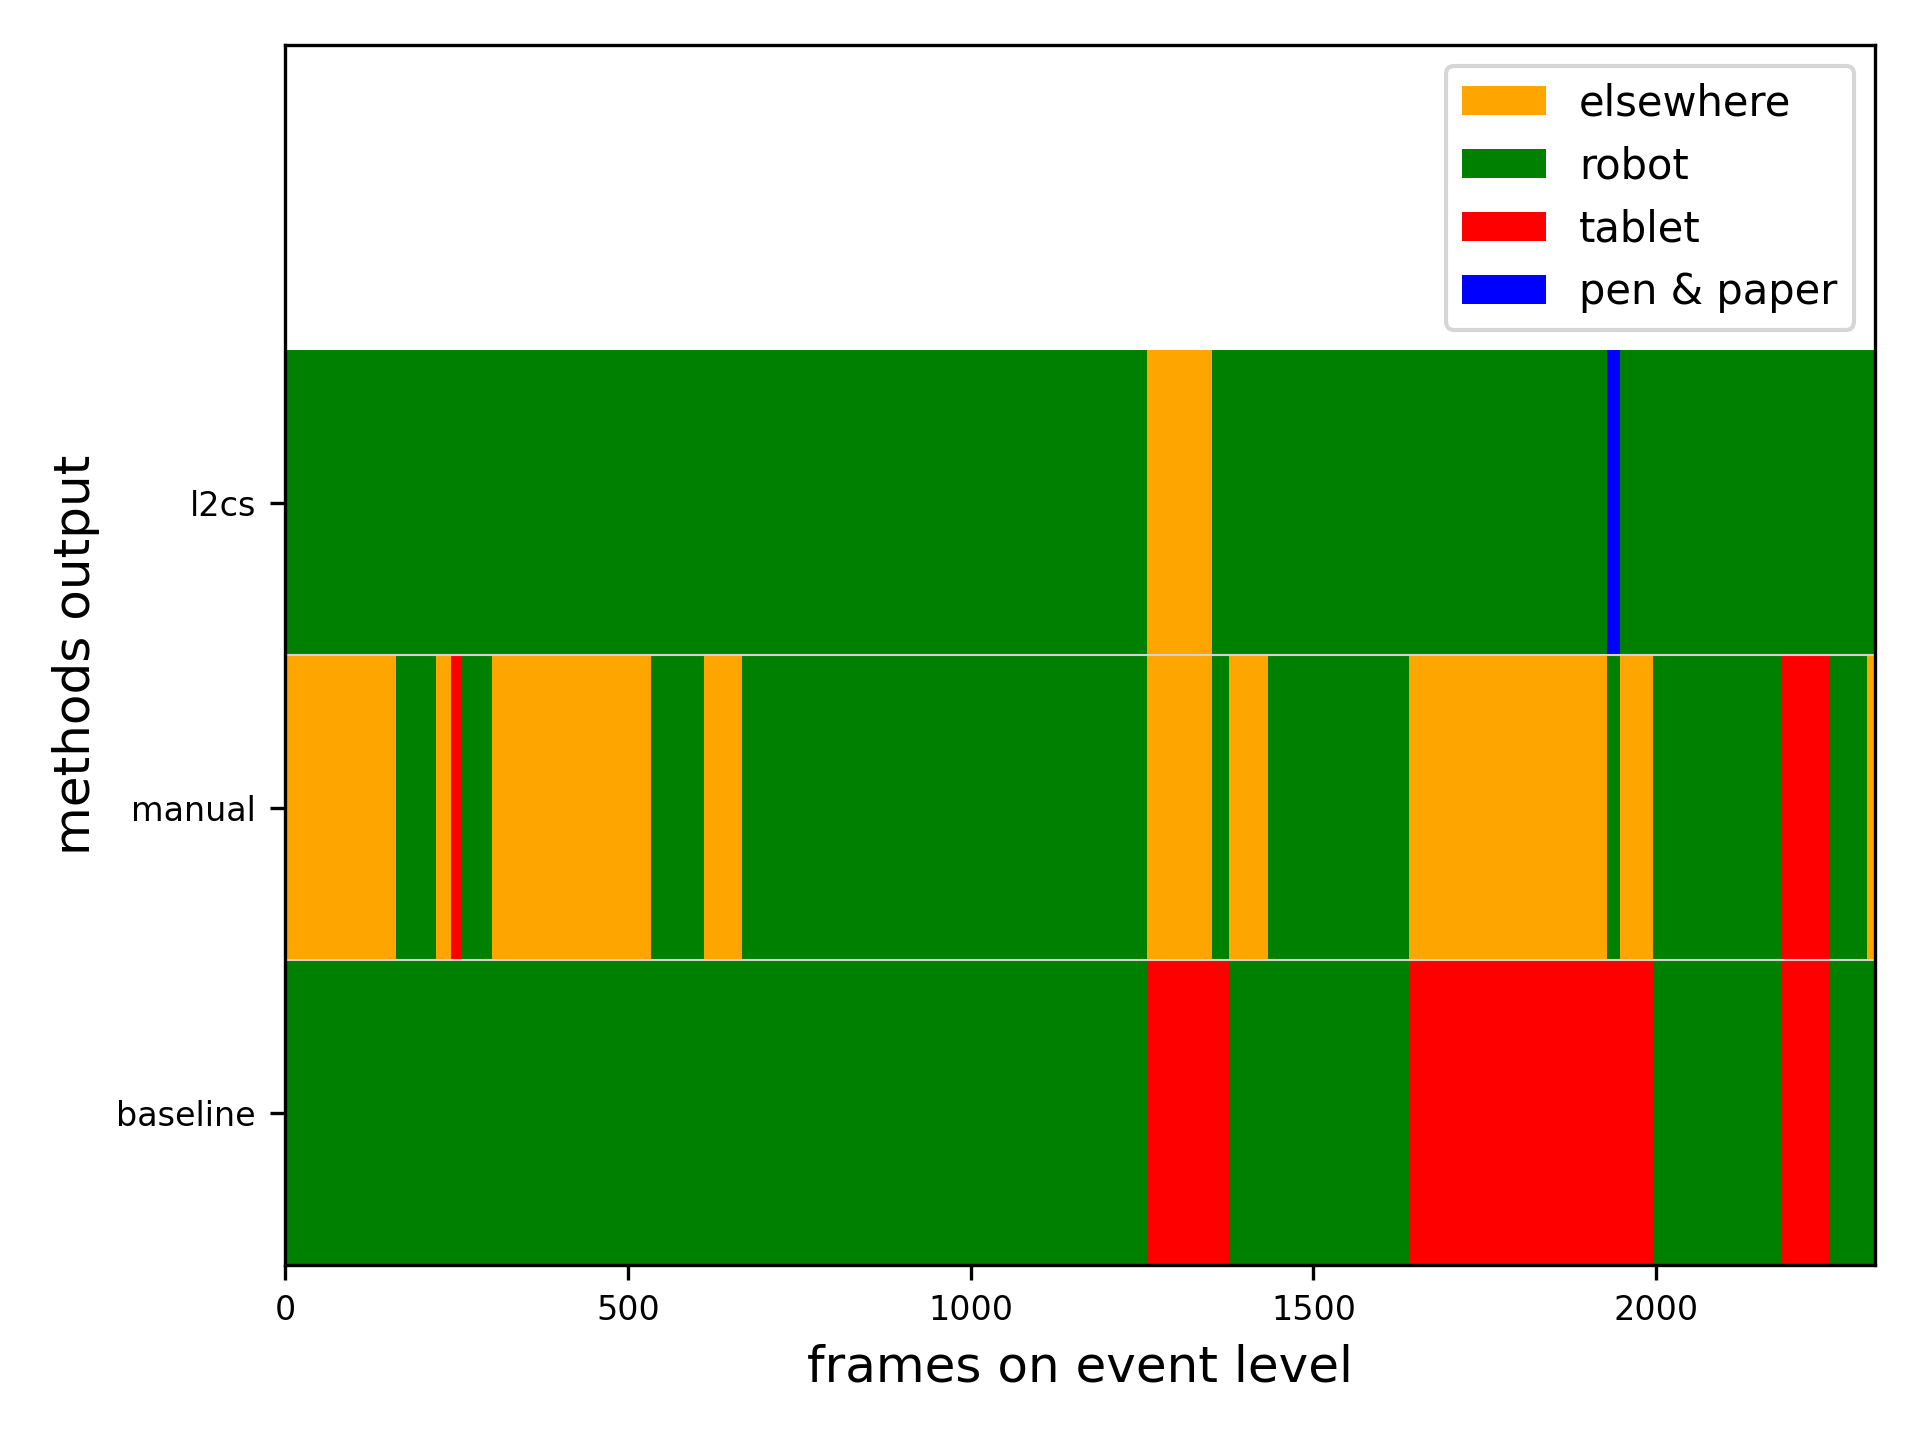 elsewhere
robot
tablet
pen & paper
methods output
l2cs
manual
baseline
0 500 1000 1500 2000
frames on event level